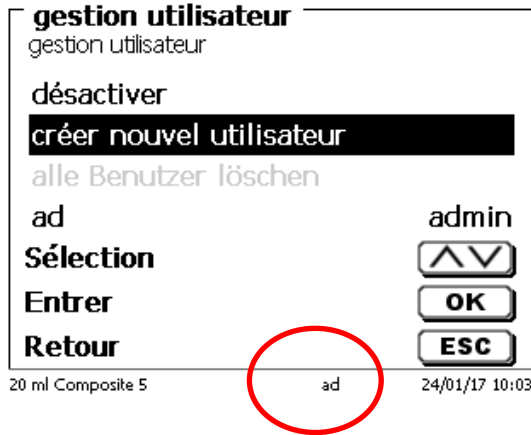 gestion utilisateur
gestion utilisateur
désactiver
créer nouvel utilisateur
alle Benutzer löschen
ad admin
Sélection
Entrer OK
Retour ESC
20 ml Composite 5 ad 24/01/17 10:03